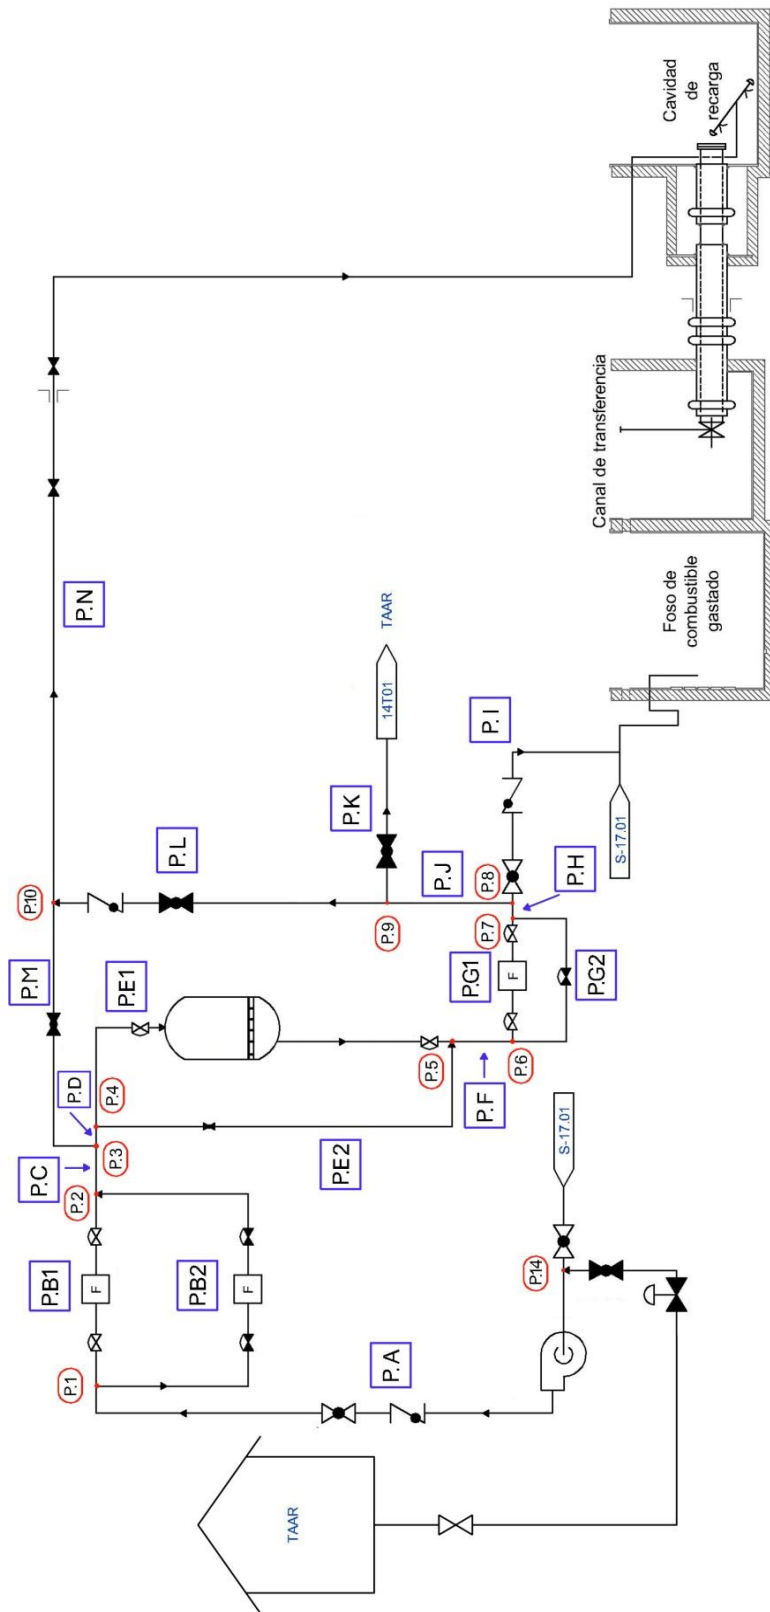 P.10
P.C
P.M
P.B1
P.1
P.2
P.D
P.N
F
P.3
P.4
P.E1
P.B2
P.L
F
TAAR
P.E2
P.K
P.A
P.9
14T01
TAAR
P.5
P.J
P.G1
P.I
P.F
P.7
P.8
F
P.6
P.14
S-17.01
P.H
P.G2
Canal de transferencia
S-17.01
Foso de
combustible
gastado
Cavidad
de
recarga